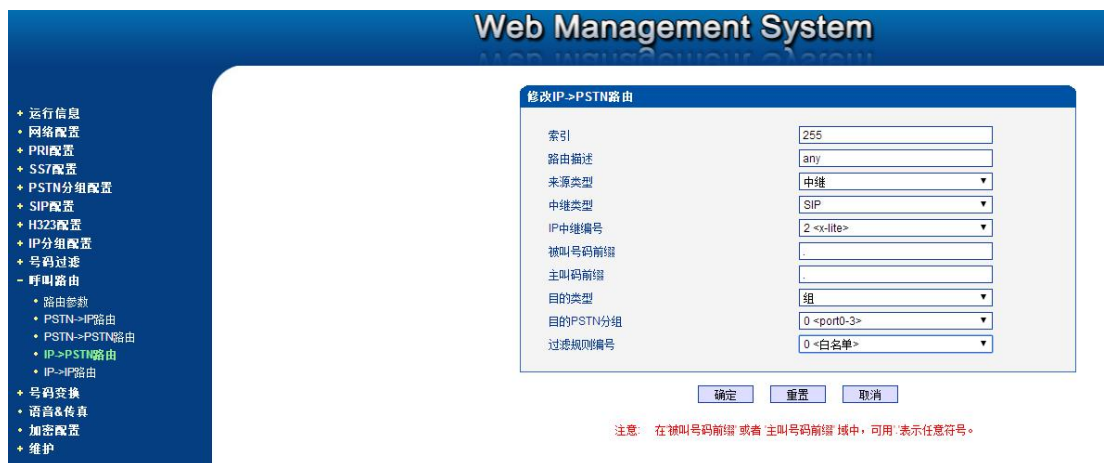 Web Management System
+ 运行信息
• 网络配置
+ PRI配置
+ SS7配置
+ PSTN分组配置
+ SIP配置
+ H323配置
+ IP分组配置
+ 号码过滤
- 呼叫路由
• 路由参数
• PSTN->IP路由
• PSTN->PSTN路由
• IP->PSTN路由
• IP->IP路由
+ 号码变换
• 语音&传真
• 加密配置
+ 维护
修改IP->PSTN路由
索引 255
路由描述 any
来源类型 中继
中继类型 SIP
IP中继编号 2 <x-lite>
被叫号码前缀 .
主叫码前缀 .
目的类型 组
目的PSTN分组 0 <port0-3>
过滤规则编号 0 <白名单>
确定 重置 取消
注意: 在'被叫号码前缀'或者'主叫号码前缀'域中，可用'.'表示任意符号。